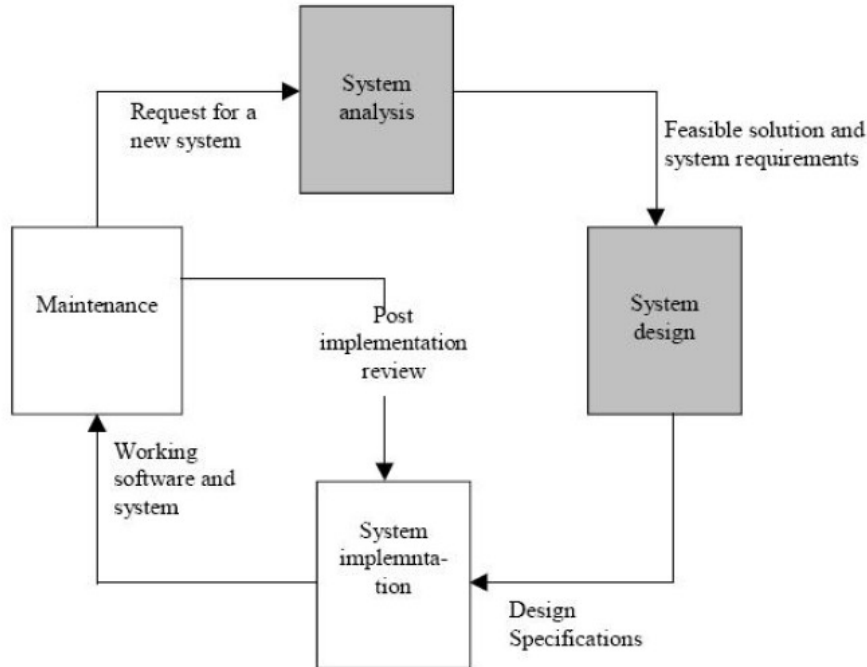 System
analysis
Request for a
new system
Feasible solution and
system requirements
Maintenance
System
design
Post
implementation
review
Working
software and
system
System
implemnta-
tion
Design
Specifications